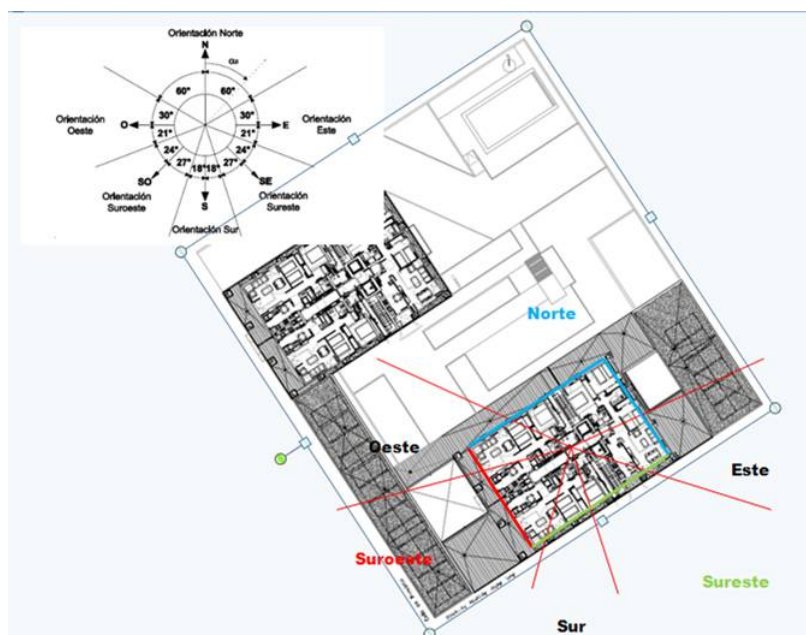 Orientación Norte
N
αs
60° 60°
30° 30°
Orientación
Oeste
O
E
Orientación
Este
21° 21°
24° 24°
27° 18° 18° 27°
SO
SE
S
Orientación
Suroeste
Orientación
Sureste
Orientación Sur
Norte
Oeste
Este
Suroeste
Sureste
Sur